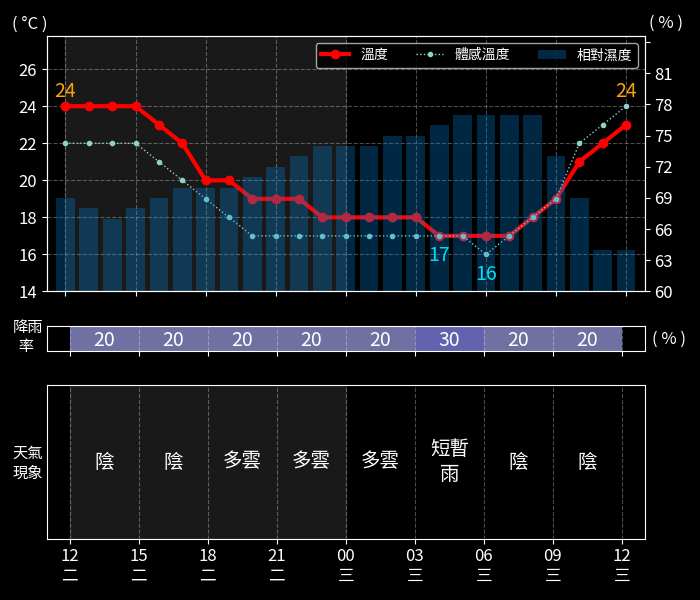 ( °C )
( % )
溫度
體感溫度
相對濕度
26
24
22
20
18
16
14
81
78
75
72
69
66
63
60
24
24
17
16
降雨
率
20
20
20
20
20
30
20
20
( % )
天氣
現象
陰
陰
多雲
多雲
多雲
短暫
雨
陰
陰
12
15
18
21
00
03
06
09
12
二
二
二
二
三
三
三
三
三